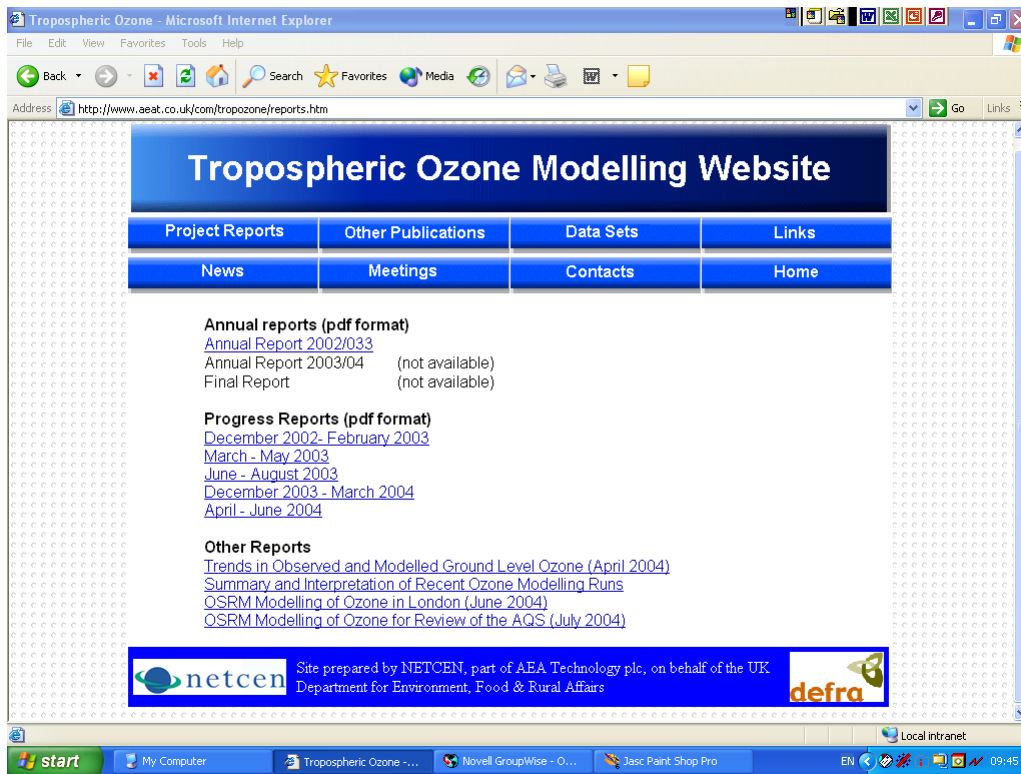 Tropospheric Ozone - Microsoft Internet Explorer
File Edit View Favorites Tools Help
Back Search Favorites Media
Address http://www.aeat.co.uk/com/tropozone/reports.htm Go Links
Tropospheric Ozone Modelling Website
Project Reports Other Publications Data Sets Links
News Meetings Contacts Home
Annual reports (pdf format)
Annual Report 2002/033
Annual Report 2003/04 (not available)
Final Report (not available)
Progress Reports (pdf format)
December 2002- February 2003
March - May 2003
June - August 2003
December 2003 - March 2004
April - June 2004
Other Reports
Trends in Observed and Modelled Ground Level Ozone (April 2004)
Summary and Interpretation of Recent Ozone Modelling Runs
OSRM Modelling of Ozone in London (June 2004)
OSRM Modelling of Ozone for Review of the AQS (July 2004)
netcen Site prepared by NETCEN, part of AEA Technology plc, on behalf of the UK
Department for Environment, Food & Rural Affairs
defra
Local intranet
start My Computer Tropospheric Ozone -... Novell GroupWise - O... Jasc Paint Shop Pro EN 09:45